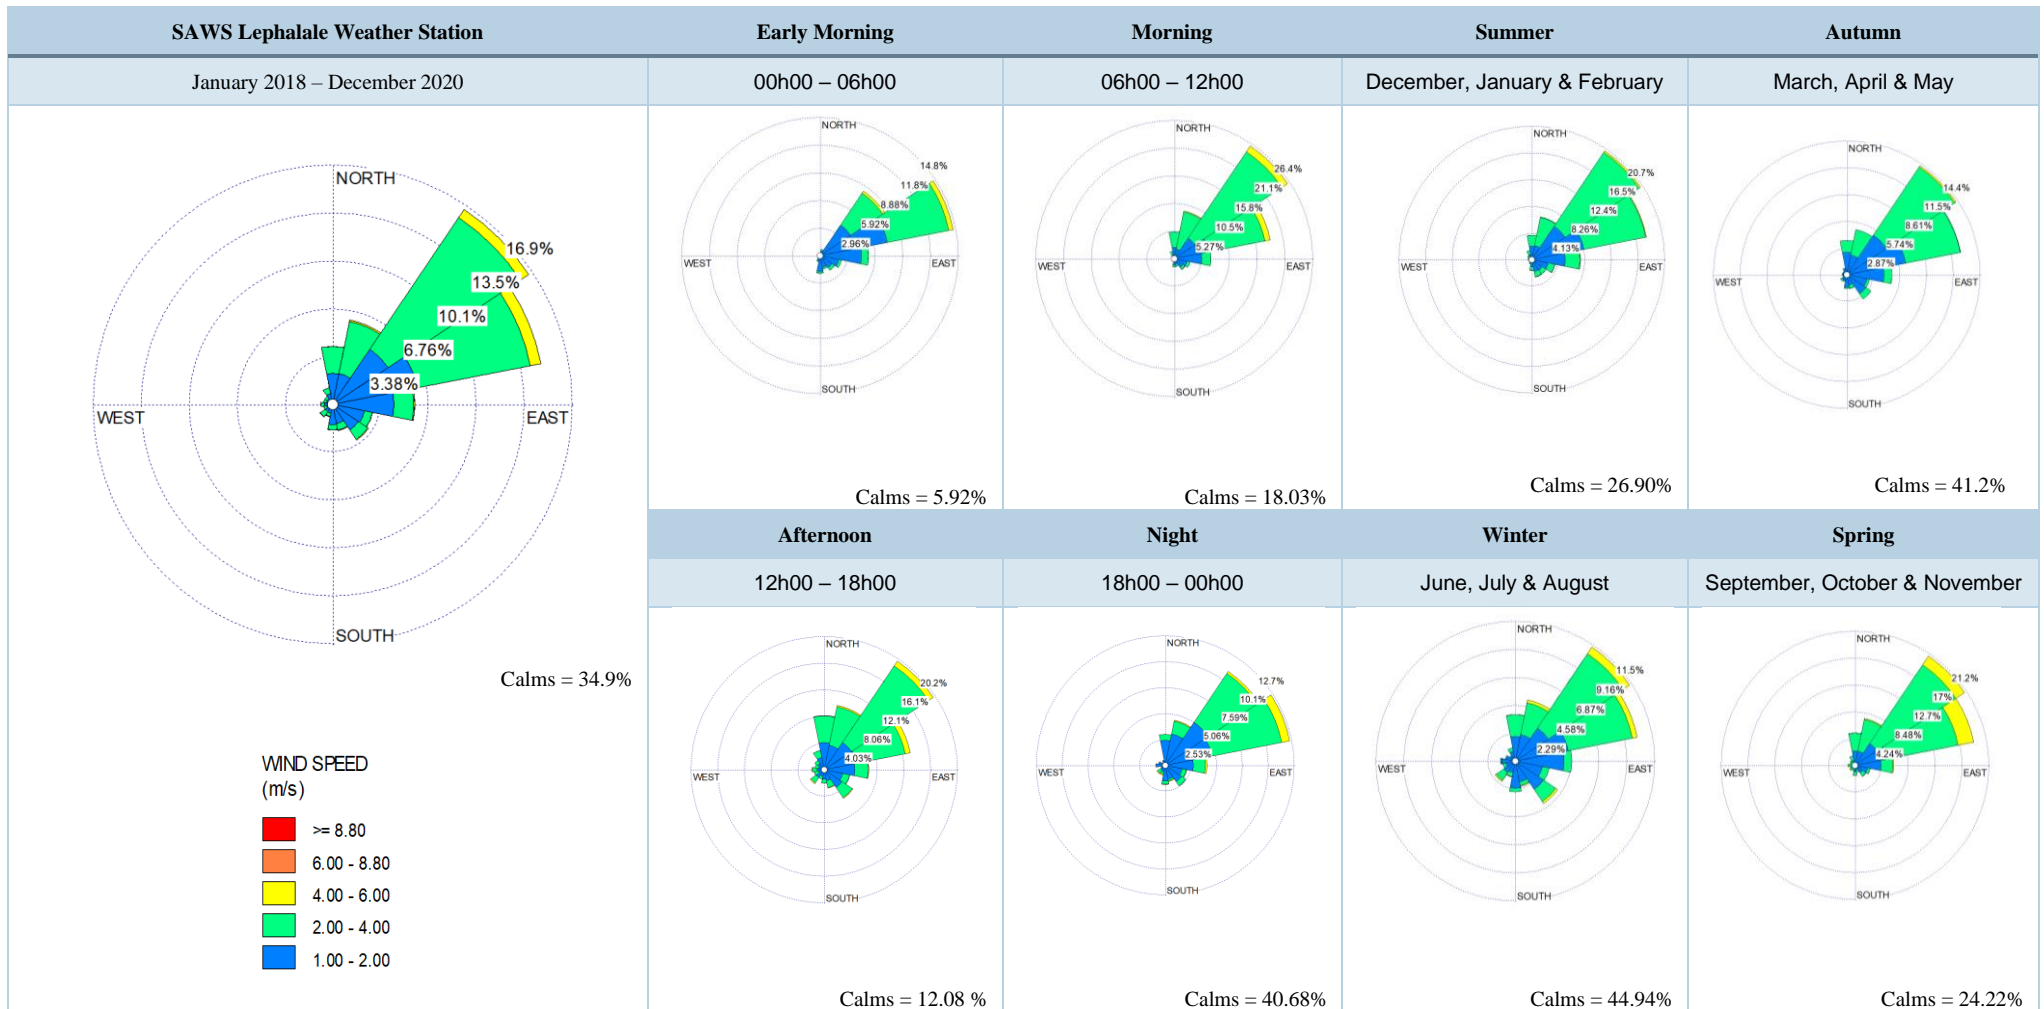 SAWS Lephalale Weather Station
Early Morning
Morning
Summer
Autumn
January 2018 – December 2020
00h00 – 06h00
06h00 – 12h00
December, January & February
March, April & May
NORTH
16.9%
13.5%
10.1%
6.76%
3.38%
WEST
EAST
SOUTH
Calms = 34.9%
WIND SPEED
(m/s)
>= 8.80
6.00 - 8.80
4.00 - 6.00
2.00 - 4.00
1.00 - 2.00
NORTH
14.8%
11.8%
8.88%
5.92%
2.96%
WEST
EAST
SOUTH
Calms = 5.92%
NORTH
26.4%
21.1%
15.8%
10.5%
5.27%
WEST
EAST
SOUTH
Calms = 18.03%
NORTH
20.7%
16.5%
12.4%
8.26%
4.13%
WEST
EAST
SOUTH
Calms = 26.90%
NORTH
14.4%
11.5%
8.61%
5.74%
2.87%
WEST
EAST
SOUTH
Calms = 41.2%
Afternoon
Night
Winter
Spring
12h00 – 18h00
18h00 – 00h00
June, July & August
September, October & November
NORTH
20.2%
16.1%
12.1%
8.06%
4.03%
WEST
EAST
SOUTH
Calms = 12.08 %
NORTH
12.7%
10.1%
7.59%
5.06%
2.53%
WEST
EAST
SOUTH
Calms = 40.68%
NORTH
11.5%
9.16%
6.87%
4.58%
2.29%
WEST
EAST
SOUTH
Calms = 44.94%
NORTH
21.2%
17%
12.7%
8.48%
4.24%
WEST
EAST
SOUTH
Calms = 24.22%